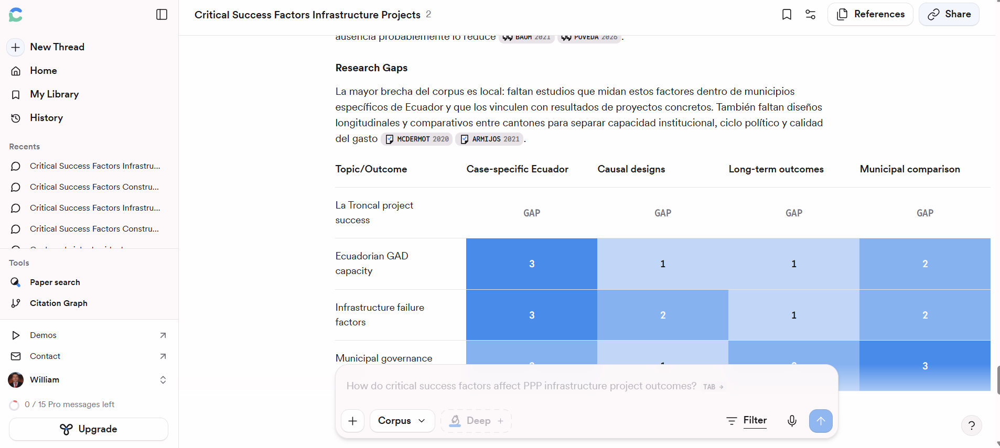 Critical Success Factors Infrastructure Projects 2
References
Share
New Thread
Home
My Library
History
Recents
Critical Success Factors Infrastru...
Critical Success Factors Constru...
Critical Success Factors Infrastru...
Critical Success Factors Constru...
Tools
Paper search
Citation Graph
Demos
Contact
William
0 / 15 Pro messages left
Upgrade
ausencia probablemente lo reduce BAUM 2021 POVEDA 2026 .
Research Gaps
La mayor brecha del corpus es local: faltan estudios que midan estos factores dentro de municipios
específicos de Ecuador y que los vinculen con resultados de proyectos concretos. También faltan diseños
longitudinales y comparativos entre cantones para separar capacidad institucional, ciclo político y calidad
del gasto MCDERMOT 2020 ARMIJOS 2021 .
Topic/Outcome Case-specific Ecuador Causal designs Long-term outcomes Municipal comparison
La Troncal project
success
GAP GAP GAP GAP
Ecuadorian GAD
capacity
3 1 1 2
Infrastructure failure
factors
3 2 1 2
Municipal governance
1 3
How do critical success factors affect PPP infrastructure project outcomes? TAB →
Corpus
Deep +
Filter
?